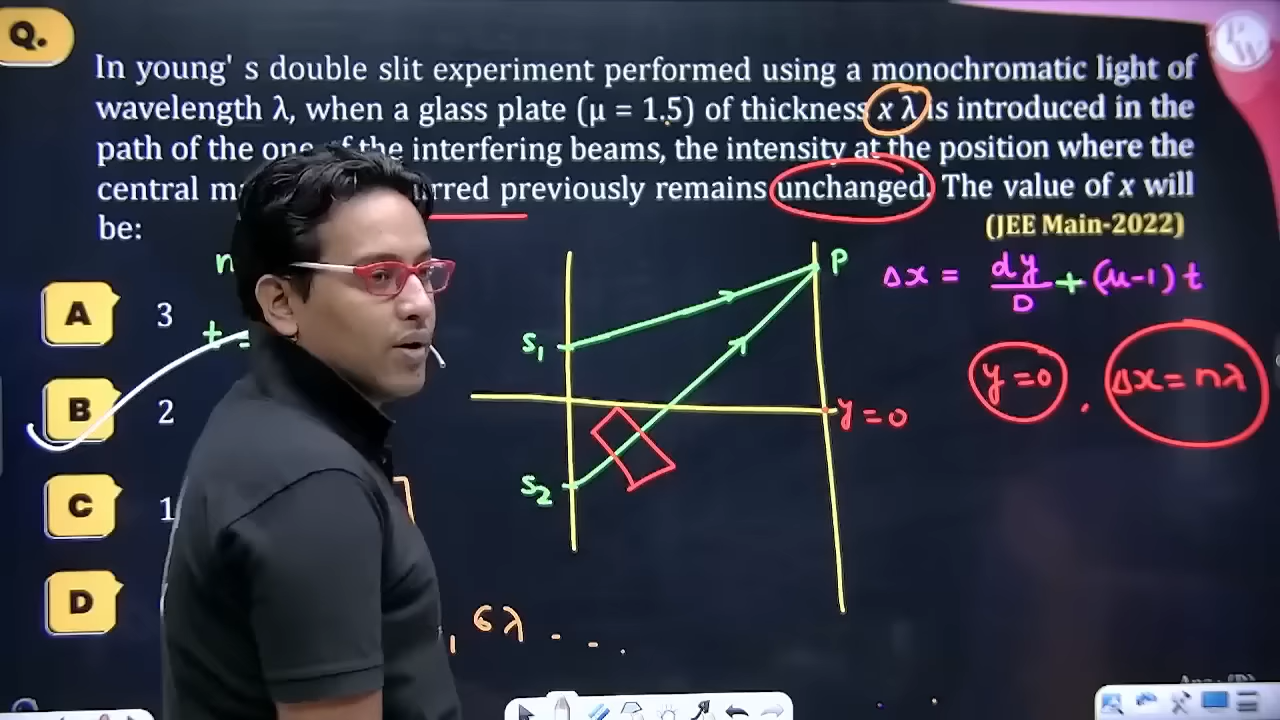 Q.
PW
In young' s double slit experiment performed using a monochromatic light of
wavelength λ, when a glass plate (μ = 1.5) of thickness x λ is introduced in the
path of the one of the interfering beams, the intensity at the position where the
central urred previously remains unchanged. The value of x will
be:
(JEE Main-2022)
A 3
B 2
C 1
D
n
t =
S1
S2
P
y = 0
Δx = dy/D + (μ-1) t
y = 0 , Δx = nλ
, 6λ - - .